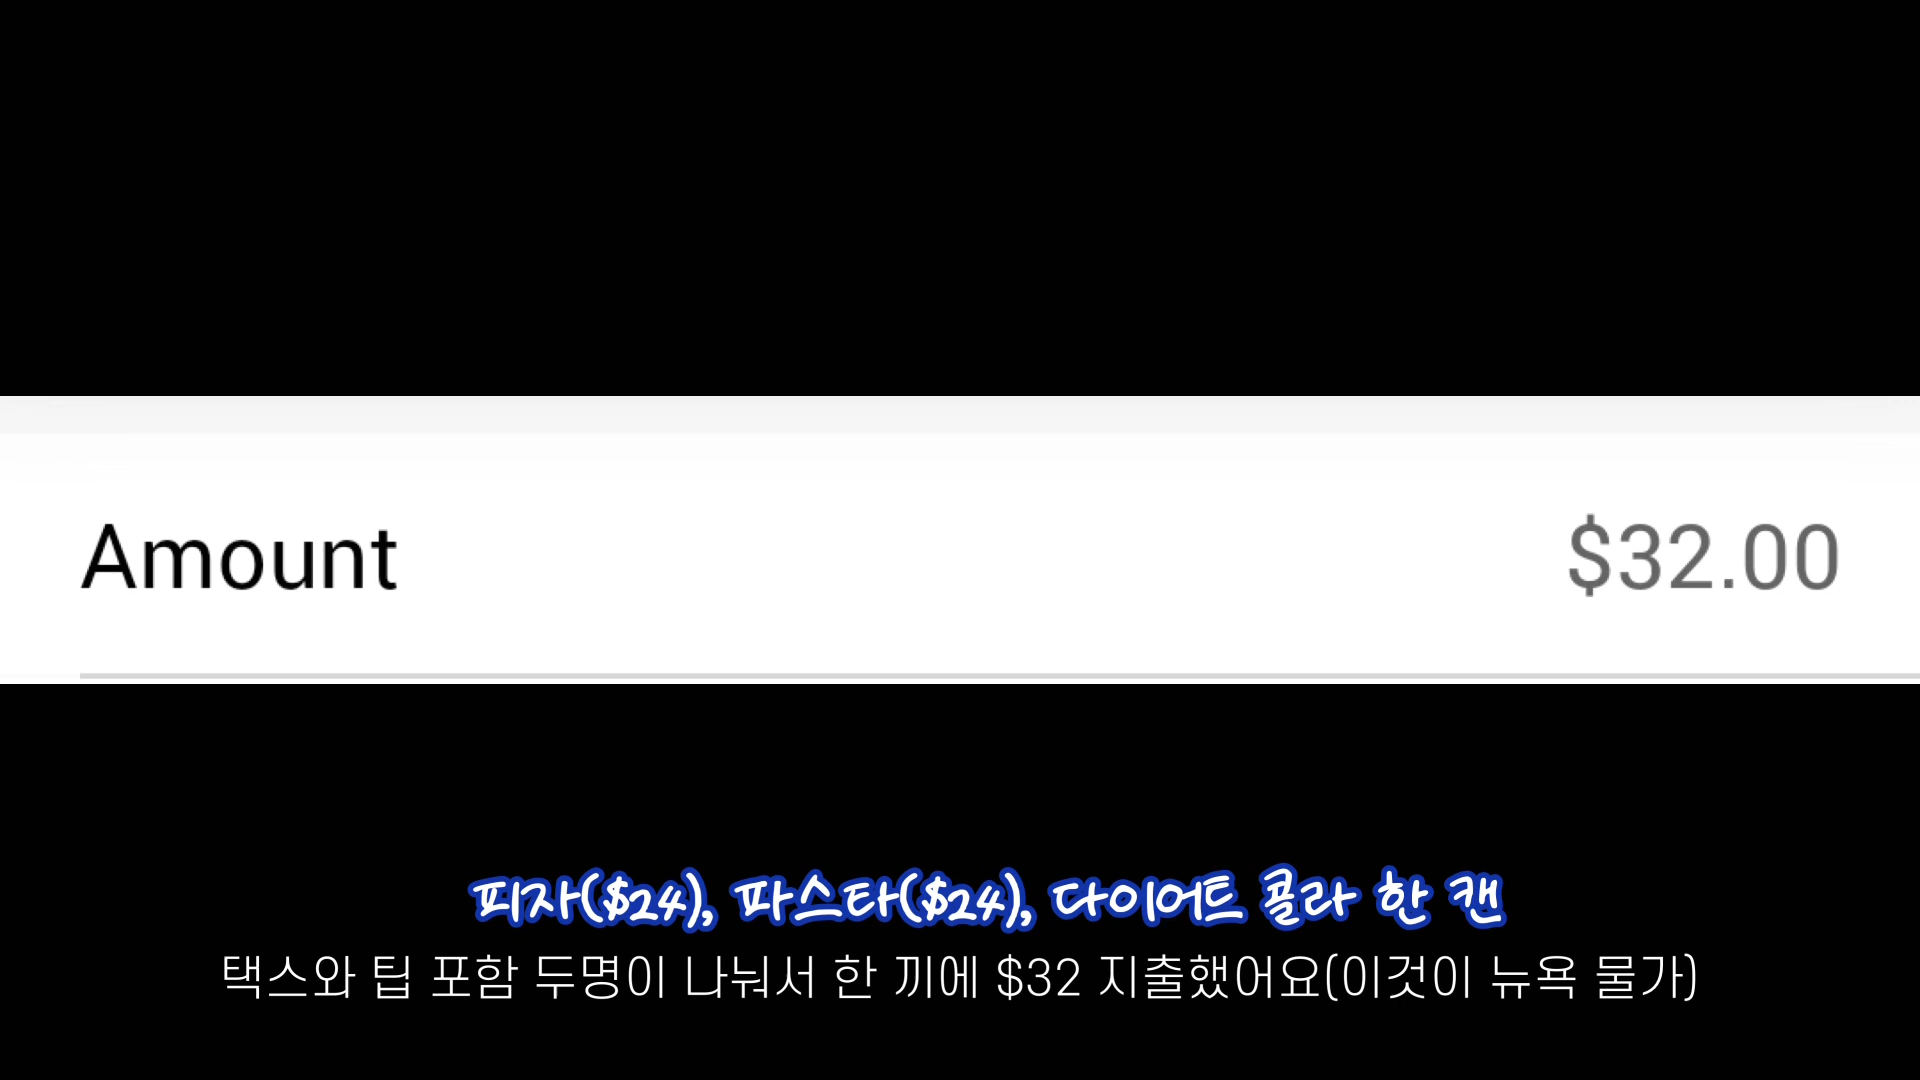 Amount $32.00
피자($24), 파스타($24), 다이어트 콜라 한 캔
택스와 팁 포함 두명이 나눠서 한 끼에 $32 지출했어요(이것이 뉴욕 물가)